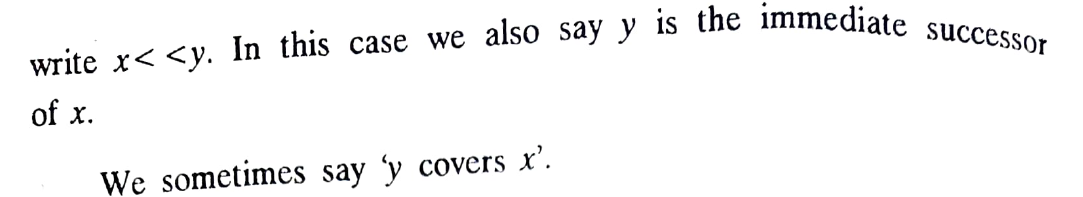 write x< <y. In this case we also say y is the immediate successor
of x.
We sometimes say ‘y covers x’.